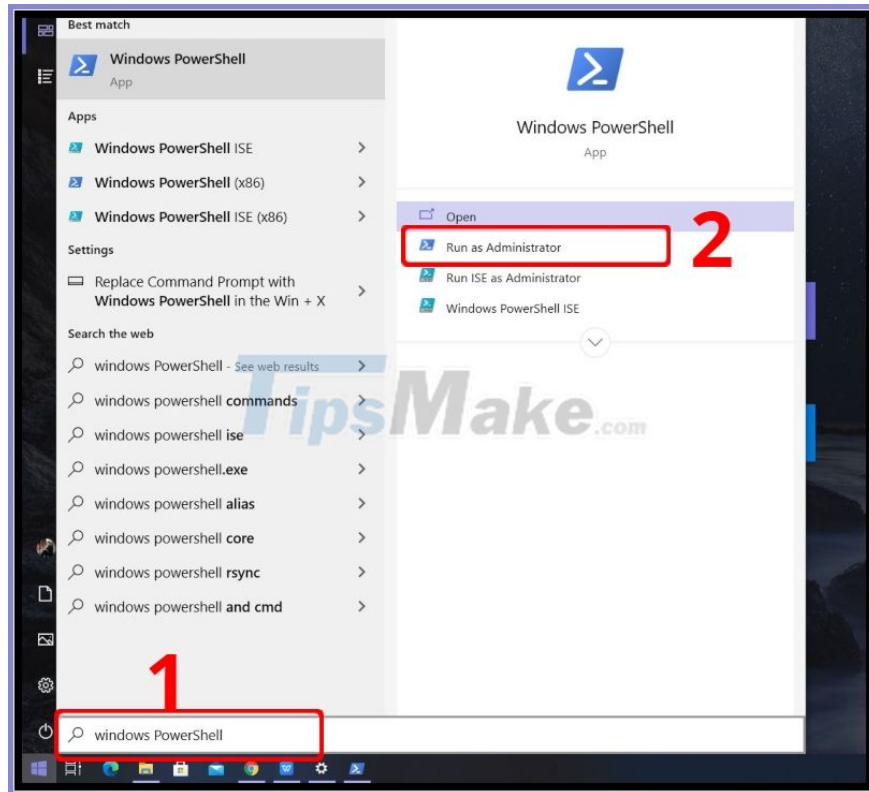 Best match
Windows PowerShell
App
Apps
Windows PowerShell ISE
Windows PowerShell (x86)
Windows PowerShell ISE (x86)
Settings
Replace Command Prompt with
Windows PowerShell in the Win + X
Search the web
windows PowerShell - See web results
windows powershell commands
windows powershell ise
windows powershell.exe
windows powershell alias
windows powershell core
windows powershell rsync
windows powershell and cmd
1
windows PowerShell
Windows PowerShell
App
Open
Run as Administrator
2
Run ISE as Administrator
Windows PowerShell ISE
TipsMake.com